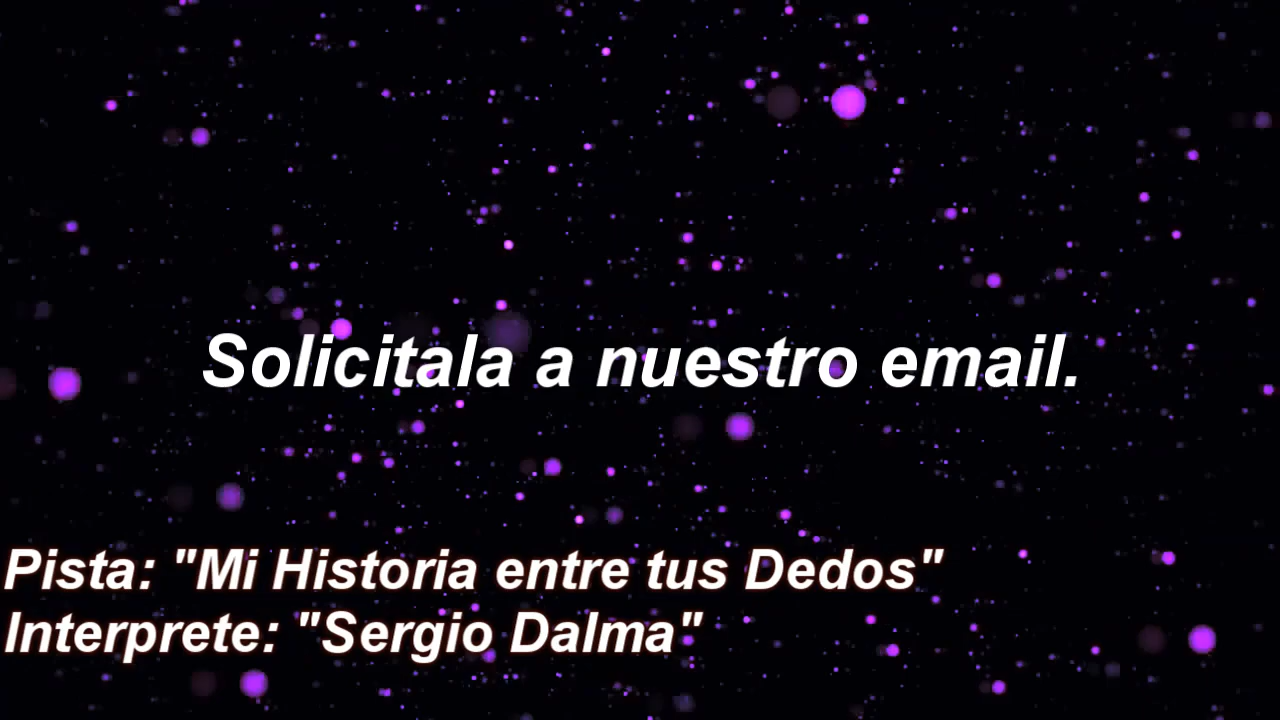 Solicitala a nuestro email.
Pista: "Mi Historia entre tus Dedos"
Interprete: "Sergio Dalma"